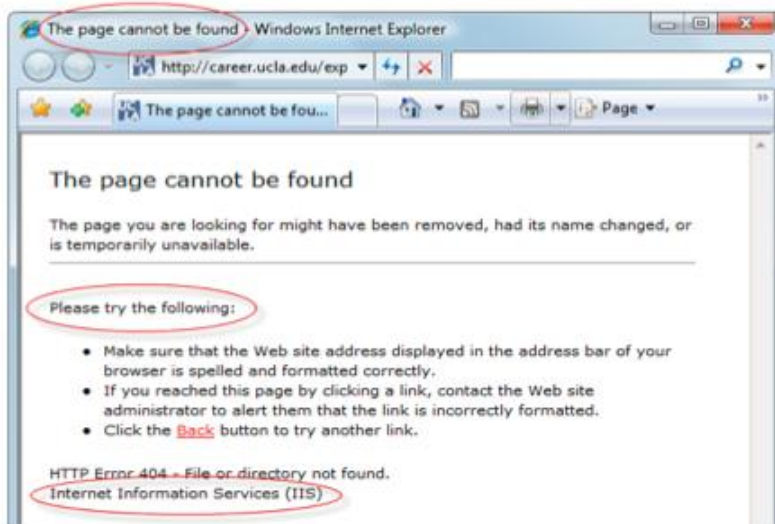 The page cannot be found - Windows Internet Explorer
http://career.ucla.edu/exp
The page cannot be fou...
Page
The page cannot be found
The page you are looking for might have been removed, had its name changed, or
is temporarily unavailable.
Please try the following:
Make sure that the Web site address displayed in the address bar of your
browser is spelled and formatted correctly.
If you reached this page by clicking a link, contact the Web site
administrator to alert them that the link is incorrectly formatted.
Click the Back button to try another link.
HTTP Error 404 - File or directory not found.
Internet Information Services (IIS)